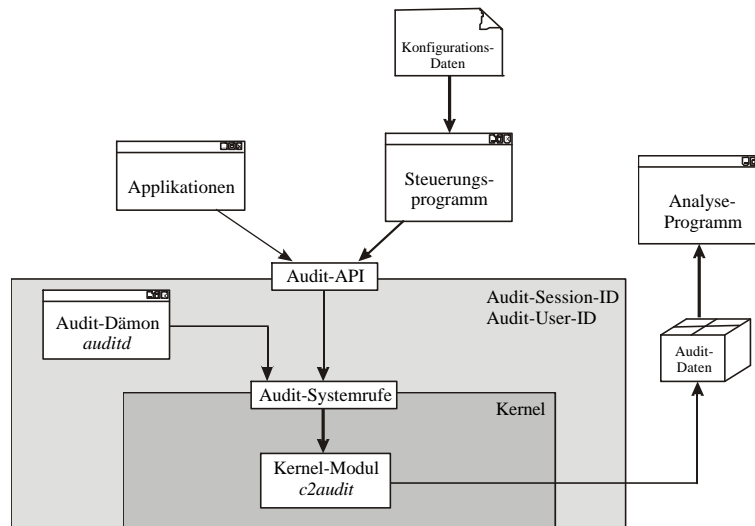 Konfigurations-
Daten
Applikationen
Steuerungs-
programm
Analyse-
Programm
Audit-API
Audit-Session-ID
Audit-User-ID
Audit-Dämon
auditd
Audit-
Daten
Audit-Systemrufe
Kernel
Kernel-Modul
c2audit